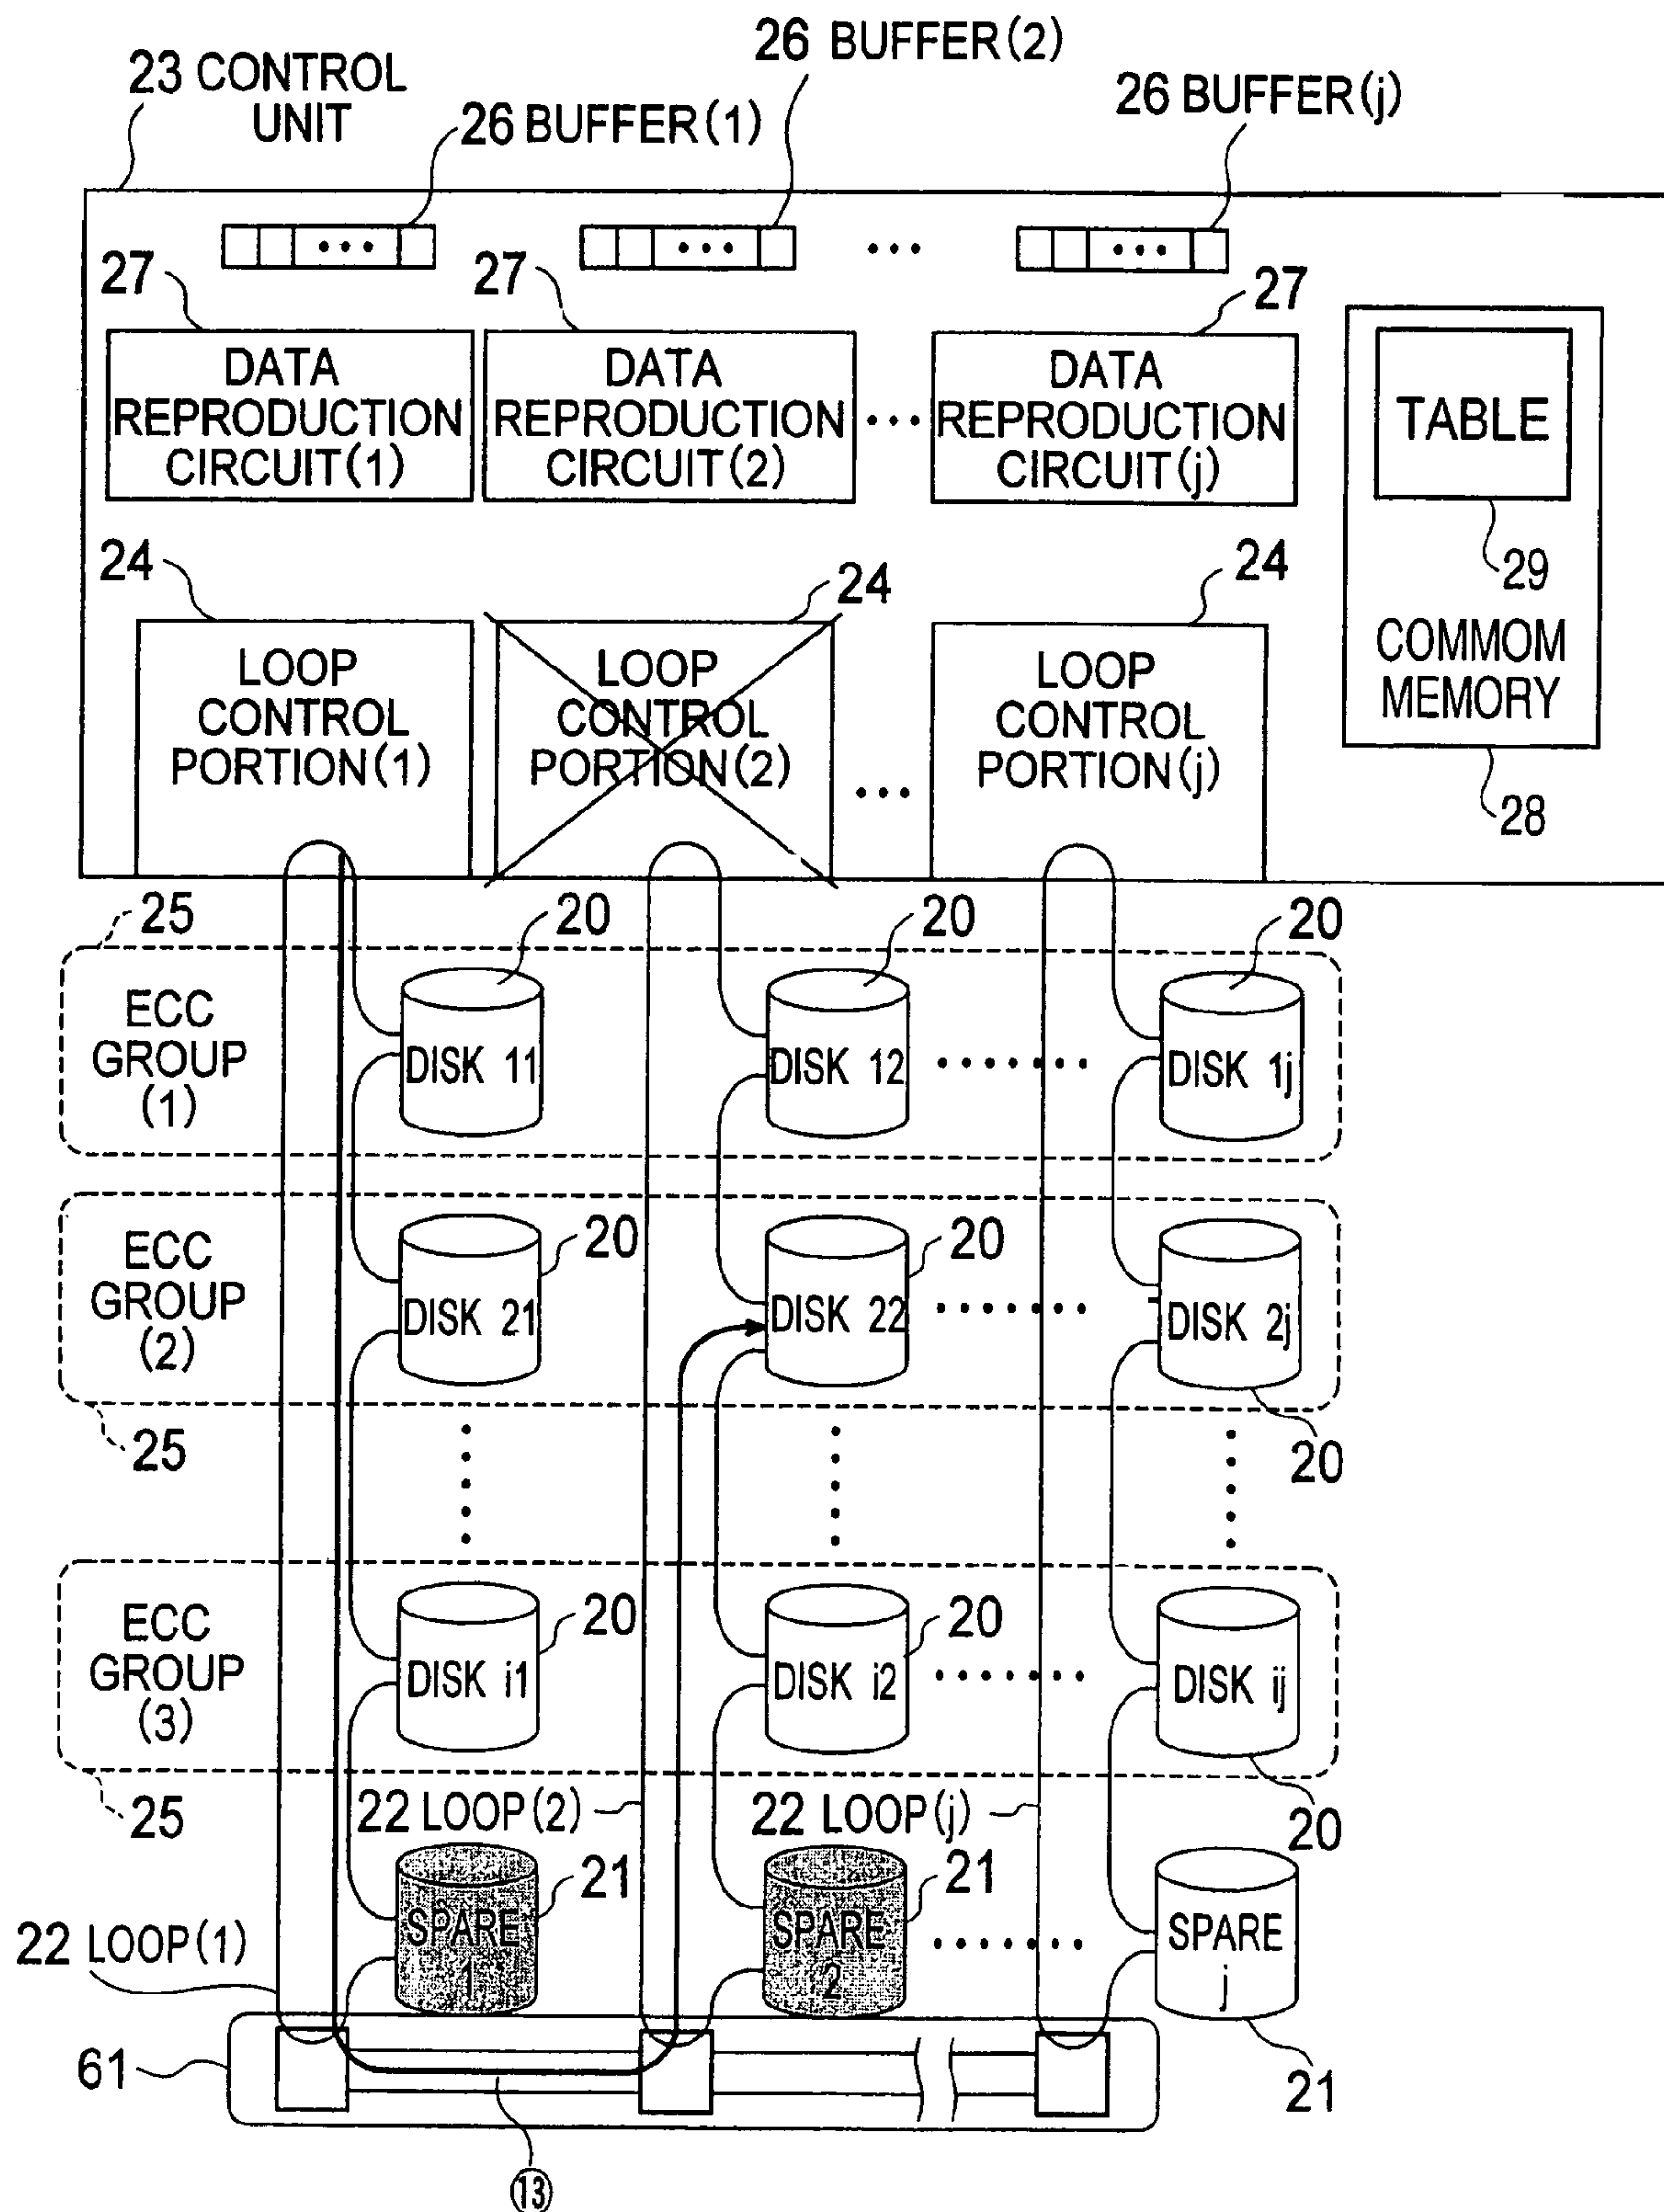 26 BUFFER(2)
23 CONTROL
UNIT
26 BUFFER(1)
26 BUFFER(j)
27
27
27
DATA
REPRODUCTION
CIRCUIT(1)
DATA
REPRODUCTION
CIRCUIT(2)
DATA
REPRODUCTION
CIRCUIT(j)
TABLE
29
COMMOM
MEMORY
28
24
24
24
LOOP
CONTROL
PORTION(1)
LOOP
CONTROL
PORTION(2)
LOOP
CONTROL
PORTION(j)
25
20
20
20
ECC
GROUP
(1)
DISK 11
DISK 12
DISK 1j
ECC
GROUP
(2)
20
20
DISK 21
DISK 22
DISK 2j
25
20
ECC
GROUP
(3)
20
20
DISK i1
DISK i2
DISK ij
25
22 LOOP(2)
22 LOOP(j)
20
21
21
22 LOOP(1)
SPARE
1
SPARE
2
SPARE
j
61
21
13